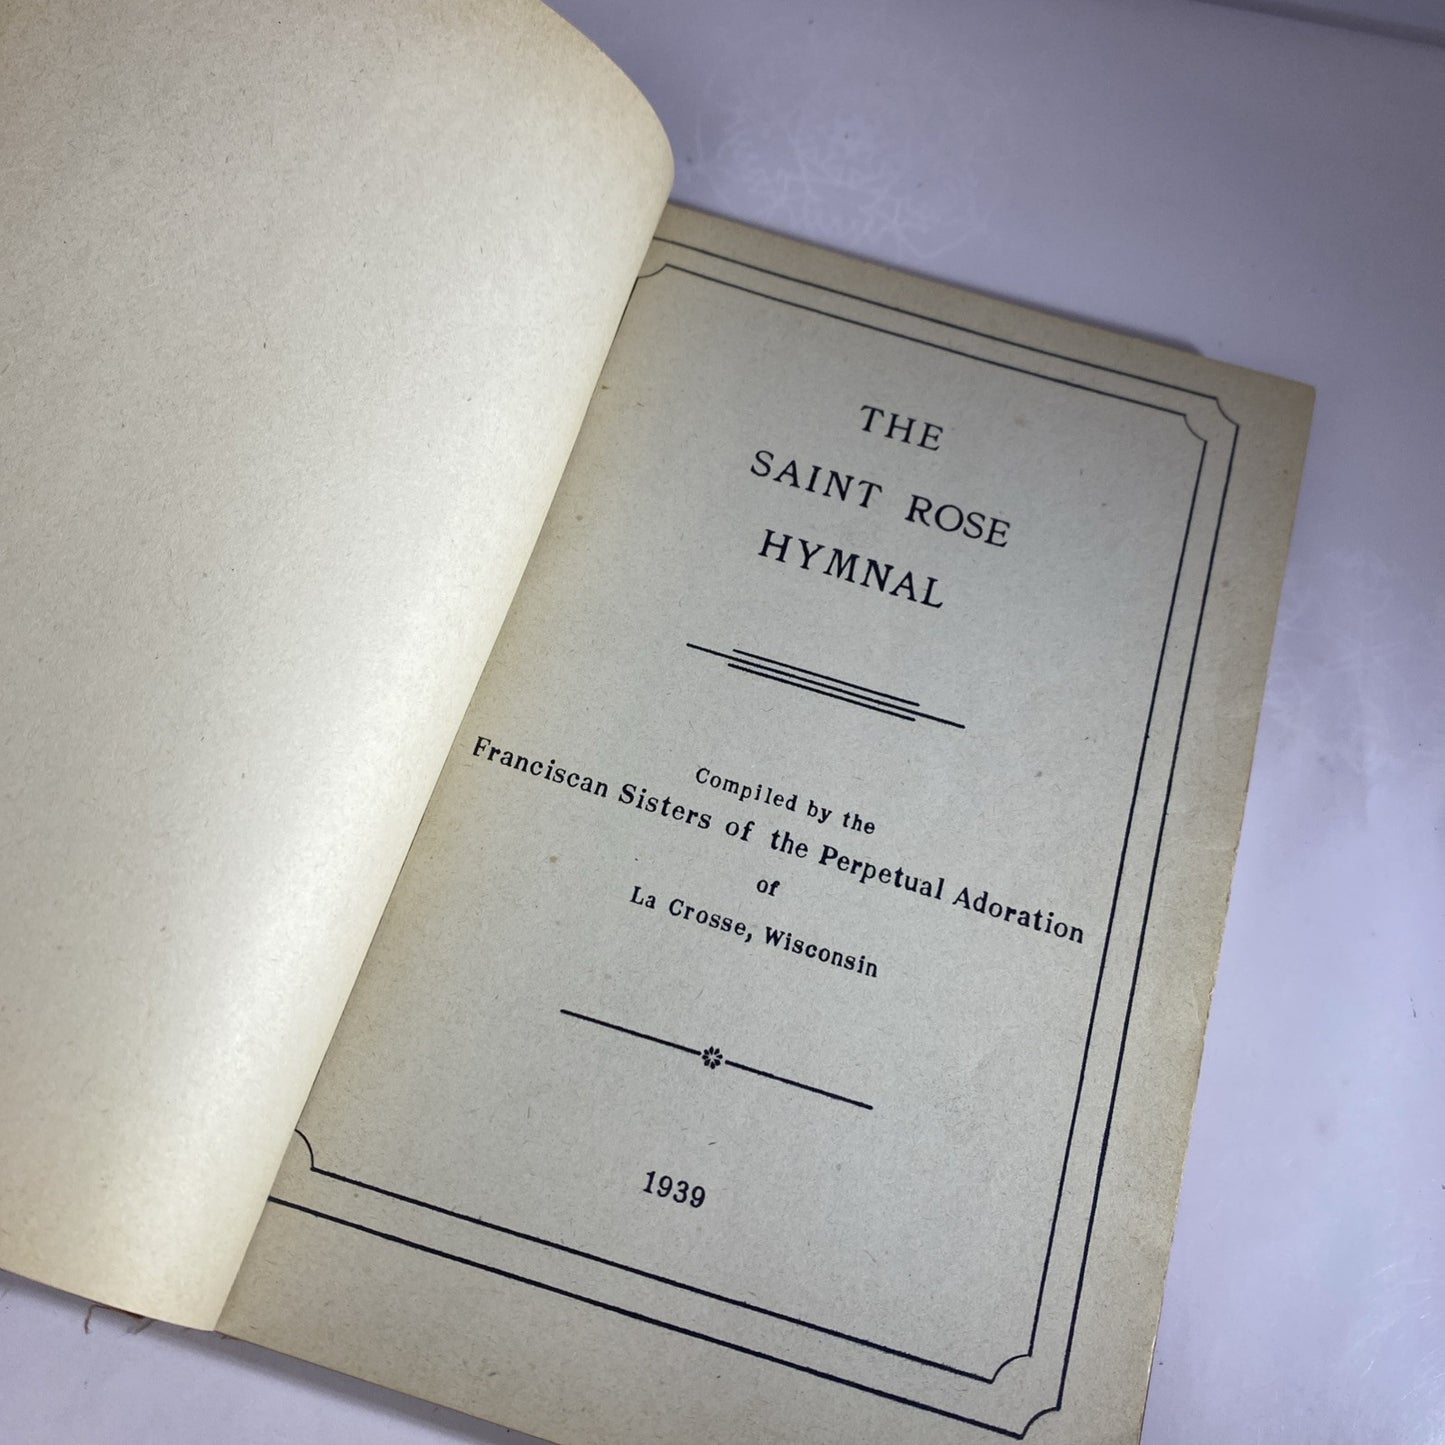 THE
SAINT ROSE
HYMNAL
Compiled by the
Franciscan Sisters of the Perpetual Adoration
of
La Crosse, Wisconsin
1939